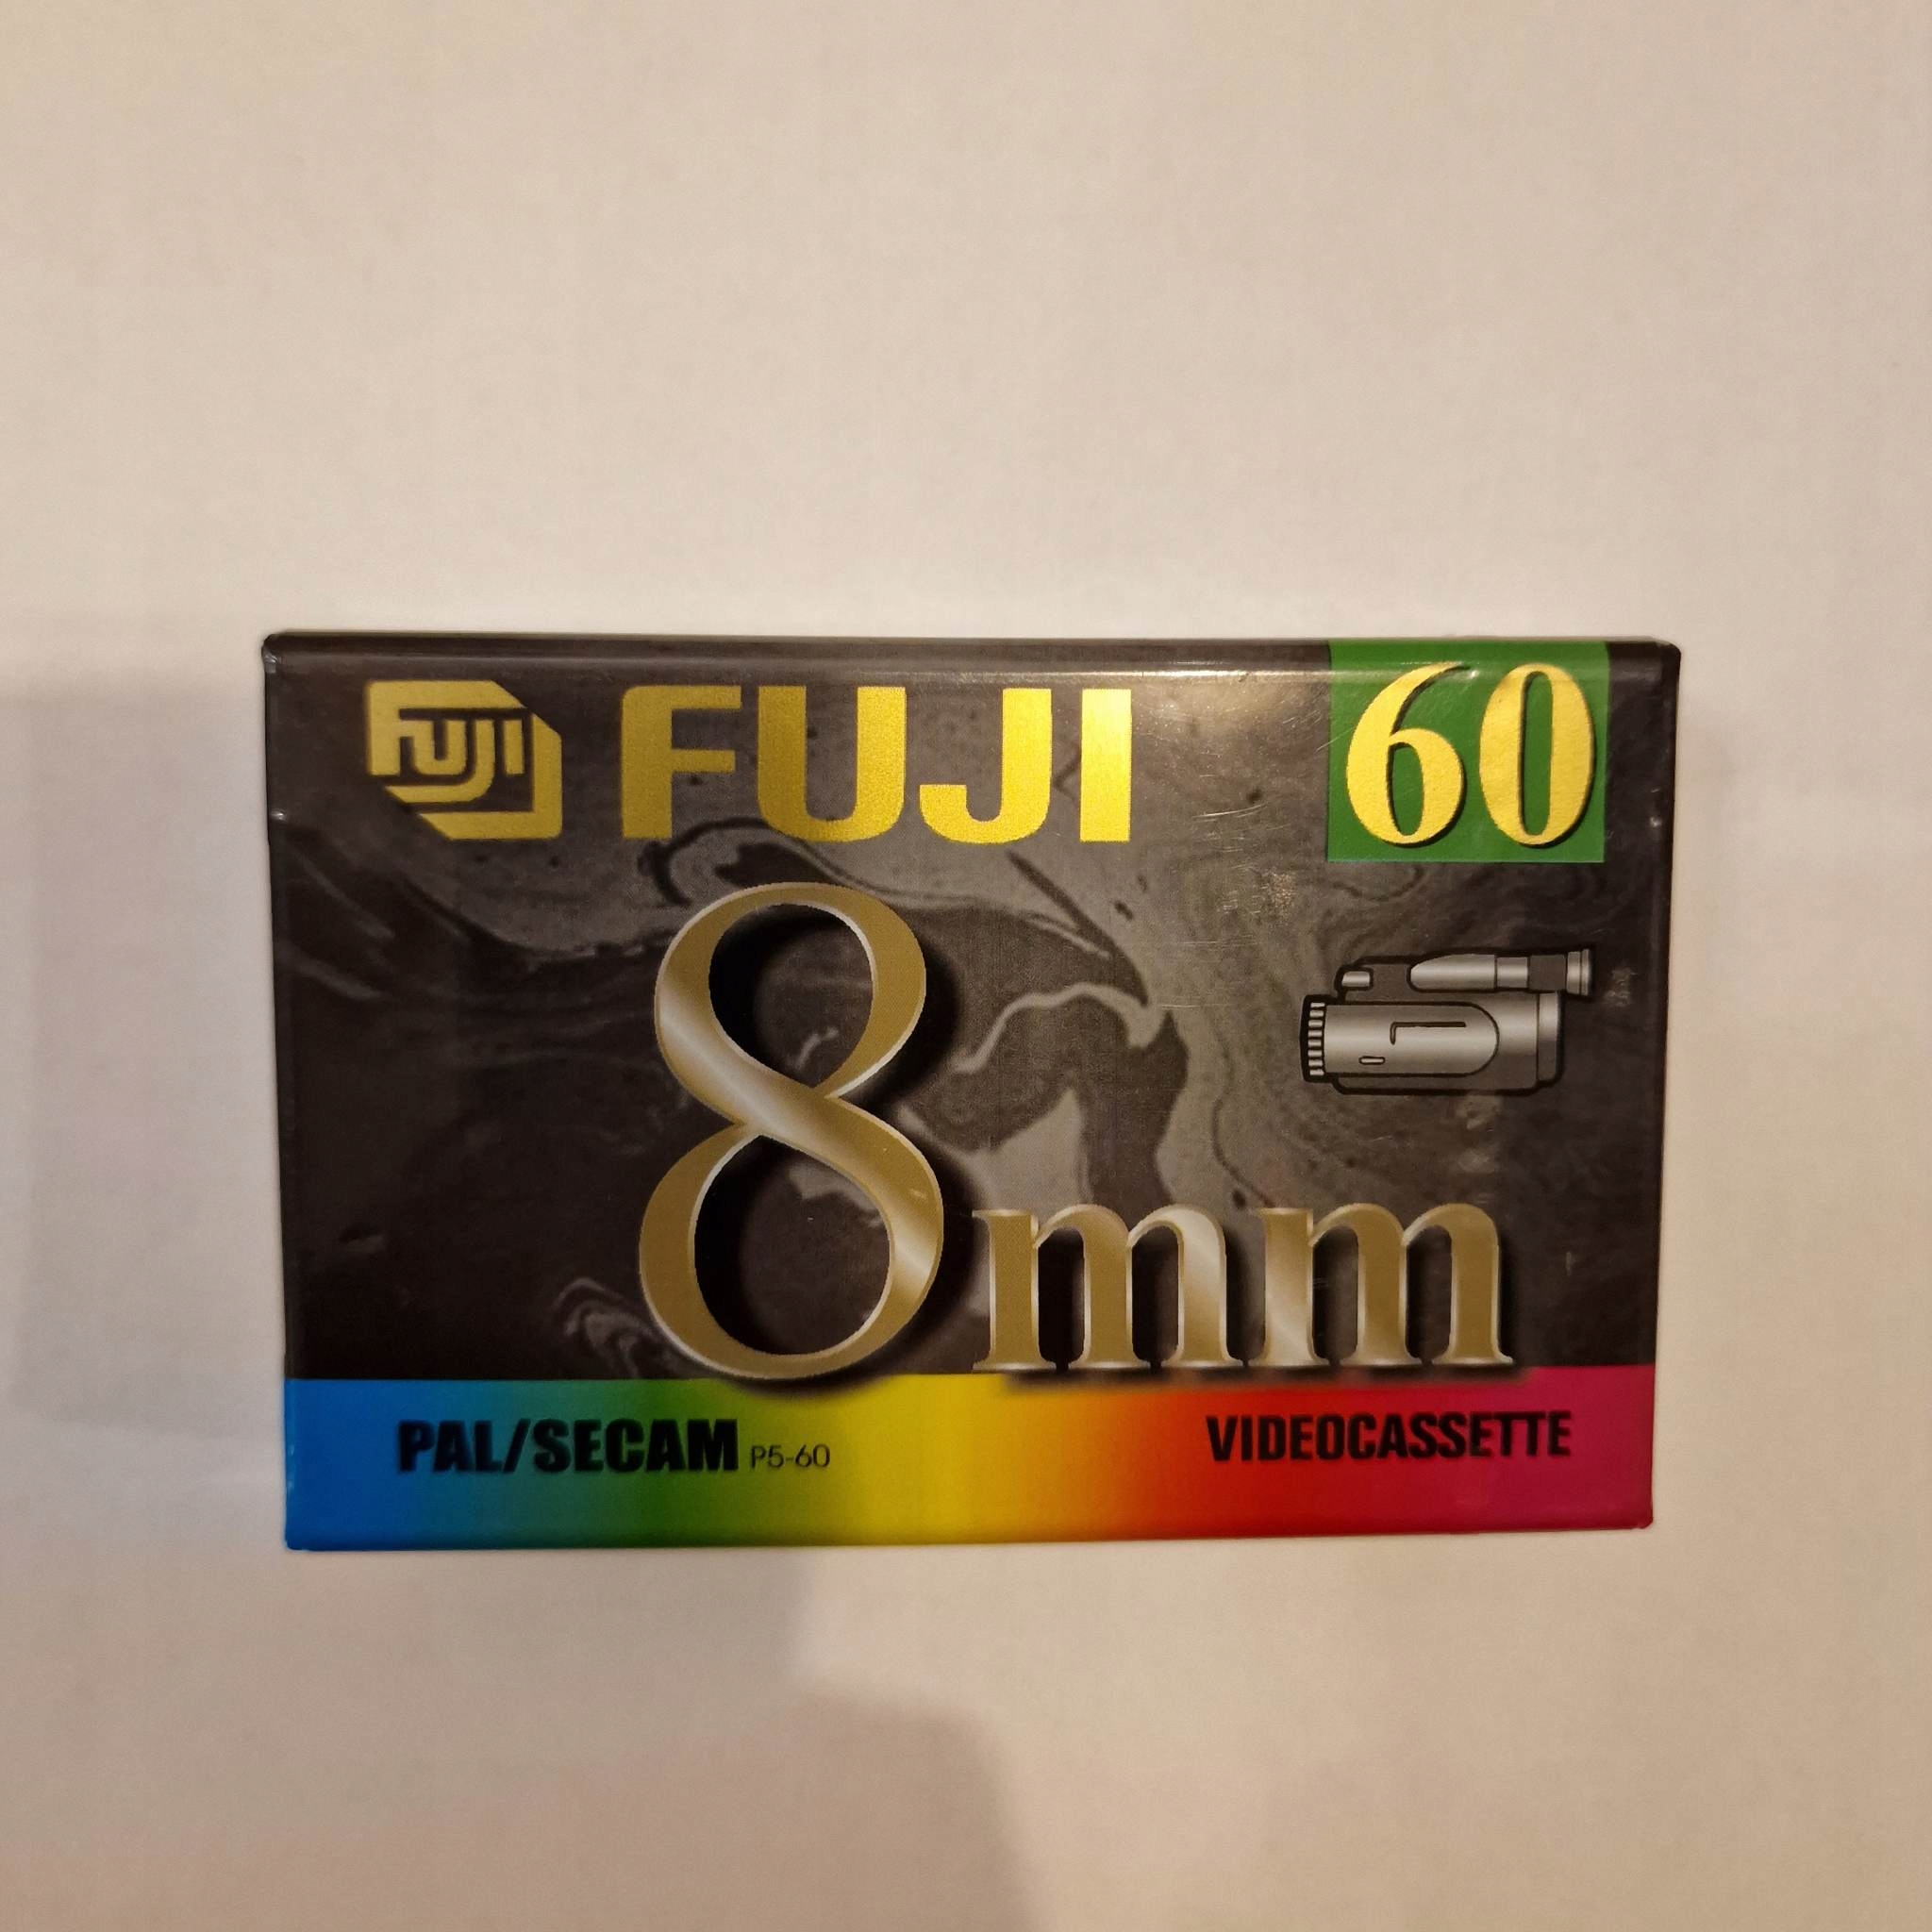 FUJI FUJI 60
8mm
PAL/SECAM P5-60 VIDEOCASSETTE